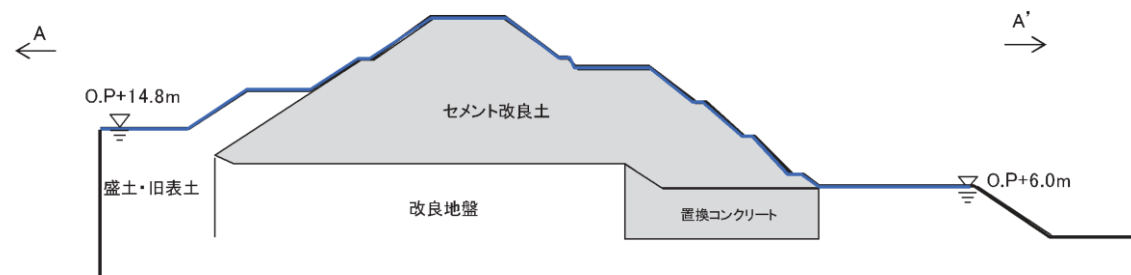 A
A'
O.P+14.8m
セメント改良土
O.P+6.0m
盛土・旧表土
改良地盤
置換コンクリート